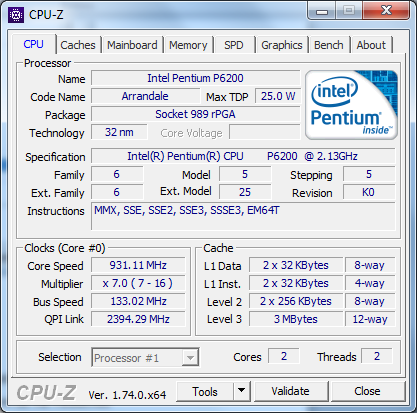 CPU-Z
CPU Caches Mainboard Memory SPD Graphics Bench About
Processor
Name Intel Pentium P6200
Code Name Arrandale Max TDP 25.0 W
Package Socket 989 rPGA
Technology 32 nm Core Voltage
intel
Pentium
inside™
Specification Intel(R) Pentium(R) CPU P6200 @ 2.13GHz
Family 6 Model 5 Stepping 5
Ext. Family 6 Ext. Model 25 Revision K0
Instructions MMX, SSE, SSE2, SSE3, SSSE3, EM64T
Clocks (Core #0)
Core Speed 931.11 MHz
Multiplier x 7.0 ( 7 - 16 )
Bus Speed 133.02 MHz
QPI Link 2394.29 MHz
Cache
L1 Data 2 x 32 KBytes 8-way
L1 Inst. 2 x 32 KBytes 4-way
Level 2 2 x 256 KBytes 8-way
Level 3 3 MBytes 12-way
Selection Processor #1 Cores 2 Threads 2
CPU-Z Ver. 1.74.0.x64 Tools Validate Close